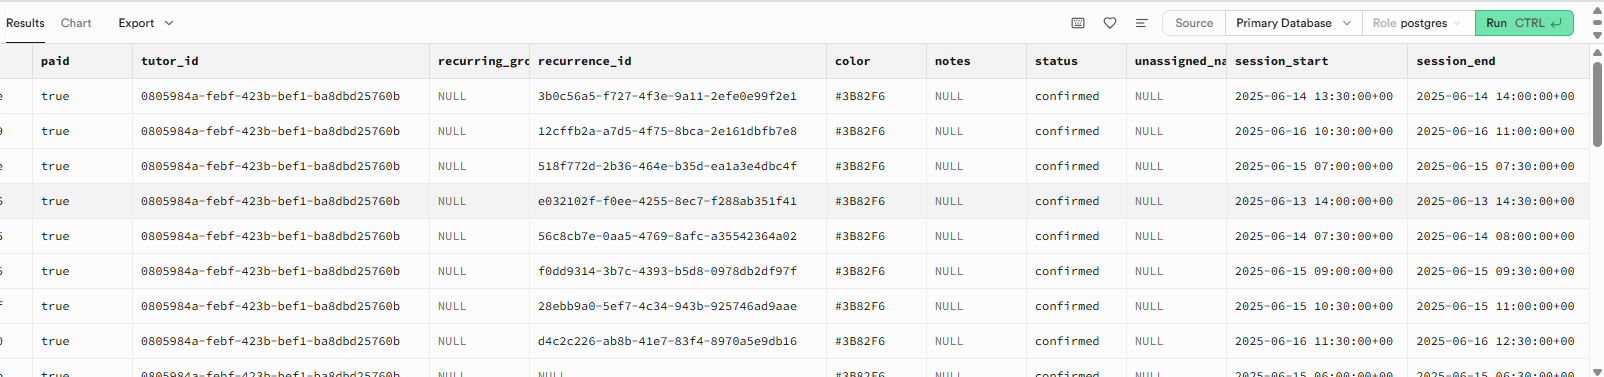 Results Chart Export Source Primary Database Role postgres Run CTRL
paid tutor_id recurring_gro recurrence_id color notes status unassigned_na session_start session_end
e true 0805984a-febf-423b-bef1-ba8dbd25760b NULL 3b0c56a5-f727-4f3e-9a11-2efe0e99f2e1 #3B82F6 NULL confirmed NULL 2025-06-14 13:30:00+00 2025-06-14 14:00:00+00
9 true 0805984a-febf-423b-bef1-ba8dbd25760b NULL 12cffb2a-a7d5-4f75-8bca-2e161dbfb7e8 #3B82F6 NULL confirmed NULL 2025-06-16 10:30:00+00 2025-06-16 11:00:00+00
e true 0805984a-febf-423b-bef1-ba8dbd25760b NULL 518f772d-2b36-464e-b35d-ea1a3e4dbc4f #3B82F6 NULL confirmed NULL 2025-06-15 07:00:00+00 2025-06-15 07:30:00+00
6 true 0805984a-febf-423b-bef1-ba8dbd25760b NULL e032102f-f0ee-4255-8ec7-f288ab351f41 #3B82F6 NULL confirmed NULL 2025-06-13 14:00:00+00 2025-06-13 14:30:00+00
true 0805984a-febf-423b-bef1-ba8dbd25760b NULL 56c8cb7e-0aa5-4769-8afc-a35542364a02 #3B82F6 NULL confirmed NULL 2025-06-14 07:30:00+00 2025-06-14 08:00:00+00
true 0805984a-febf-423b-bef1-ba8dbd25760b NULL f0dd9314-3b7c-4393-b5d8-0978db2df97f #3B82F6 NULL confirmed NULL 2025-06-15 09:00:00+00 2025-06-15 09:30:00+00
f true 0805984a-febf-423b-bef1-ba8dbd25760b NULL 28ebb9a0-5ef7-4c34-943b-925746ad9aae #3B82F6 NULL confirmed NULL 2025-06-15 10:30:00+00 2025-06-15 11:00:00+00
0 true 0805984a-febf-423b-bef1-ba8dbd25760b NULL d4c2c226-ab8b-41e7-83f4-8970a5e9db16 #3B82F6 NULL confirmed NULL 2025-06-16 11:30:00+00 2025-06-16 12:30:00+00
true 0805984a-febf-423b-bef1-ba8dbd25760b NULL NULL #3B82F6 NULL confirmed NULL 2025-06-15 06:00:00+00 2025-06-15 06:30:00+00